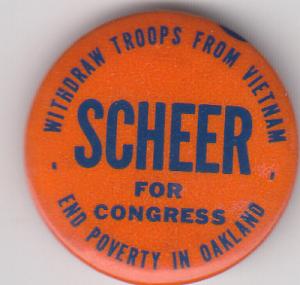 WITHDRAW TROOPS FROM VIETNAM
SCHEER
FOR
CONGRESS
END POVERTY IN OAKLAND